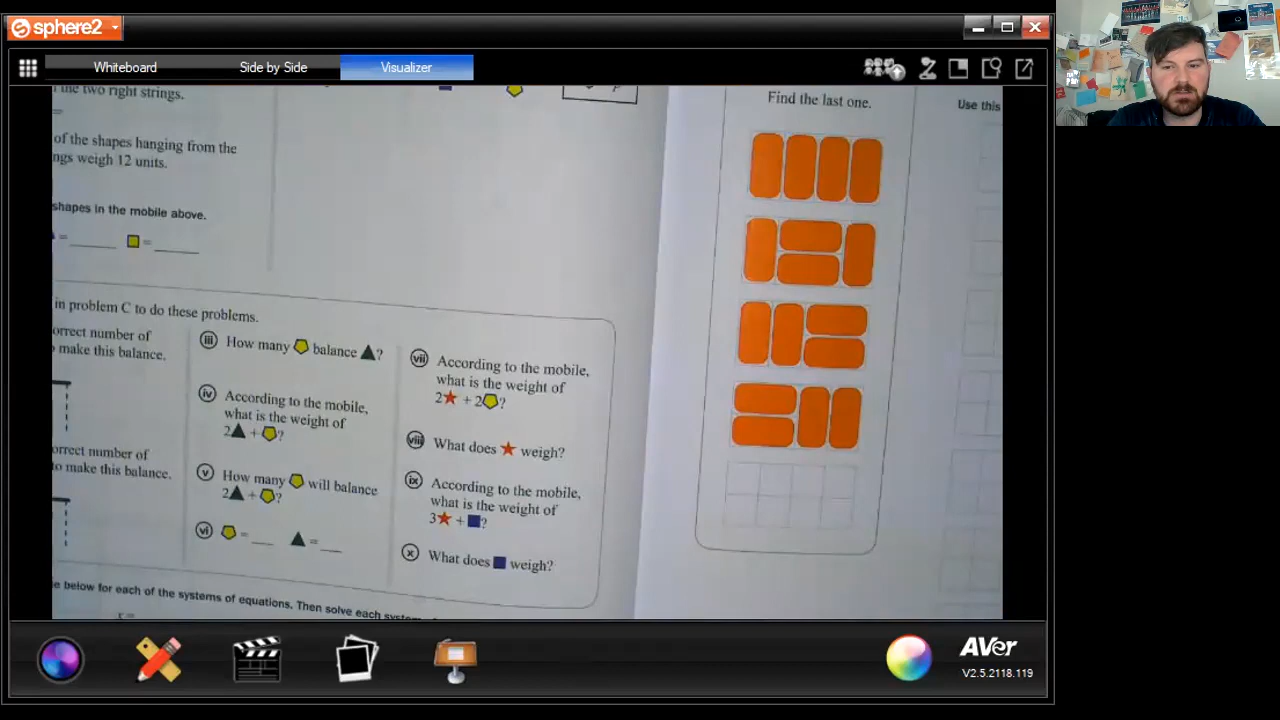 sphere2
Whiteboard
Side by Side
Visualizer
the two right strings.
=
of the shapes hanging from the
ngs weigh 12 units.
shapes in the mobile above.
= ____ = ____
in problem C to do these problems.
orrect number of
make this balance.
orrect number of
to make this balance.
iii How many balance ?
iv According to the mobile,
what is the weight of
2 + ?
v How many will balance
2 + ?
vi = __ = __
vii According to the mobile,
what is the weight of
2 + 2 ?
viii What does weigh?
ix According to the mobile,
what is the weight of
3 + ?
x What does weigh?
e below for each of the systems of equations. Then solve each system
x =
Find the last one.
Use this
AVer
V2.5.2118.119